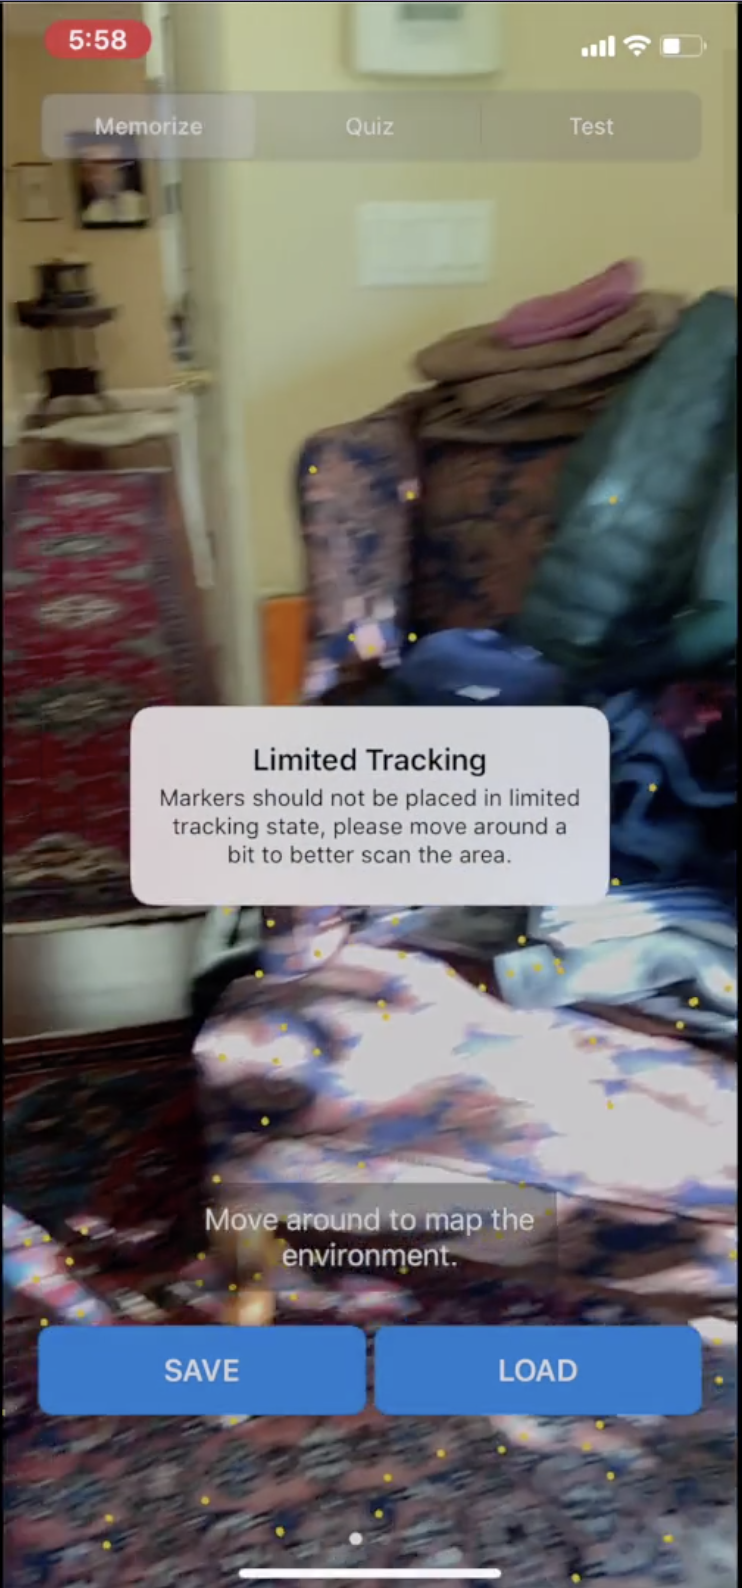 5:58
Memorize Quiz Test
Limited Tracking
Markers should not be placed in limited
tracking state, please move around a
bit to better scan the area.
Move around to map the
environment.
SAVE LOAD